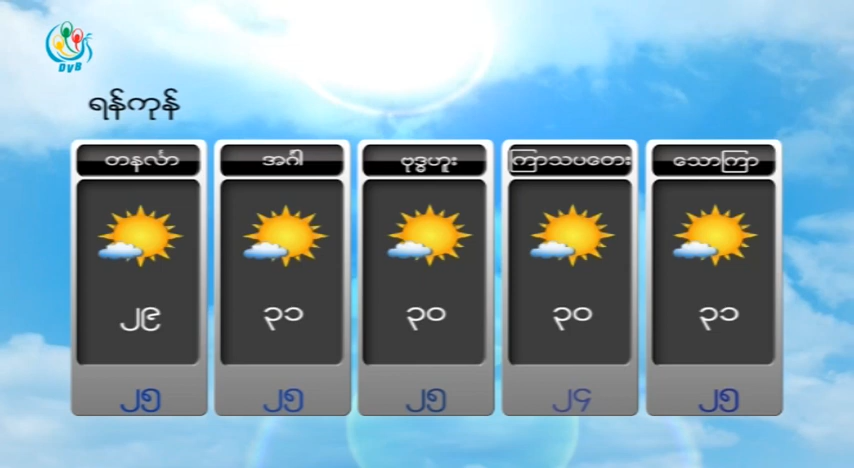 DVB
ရန်ကုန်
တနင်္လာ
အင်္ဂါ
ဗုဒ္ဓဟူး
ကြာသပတေး
သောကြာ
၂၉
၃၁
၃၀
၃၀
၃၁
၂၅
၂၅
၂၅
၂၄
၂၅